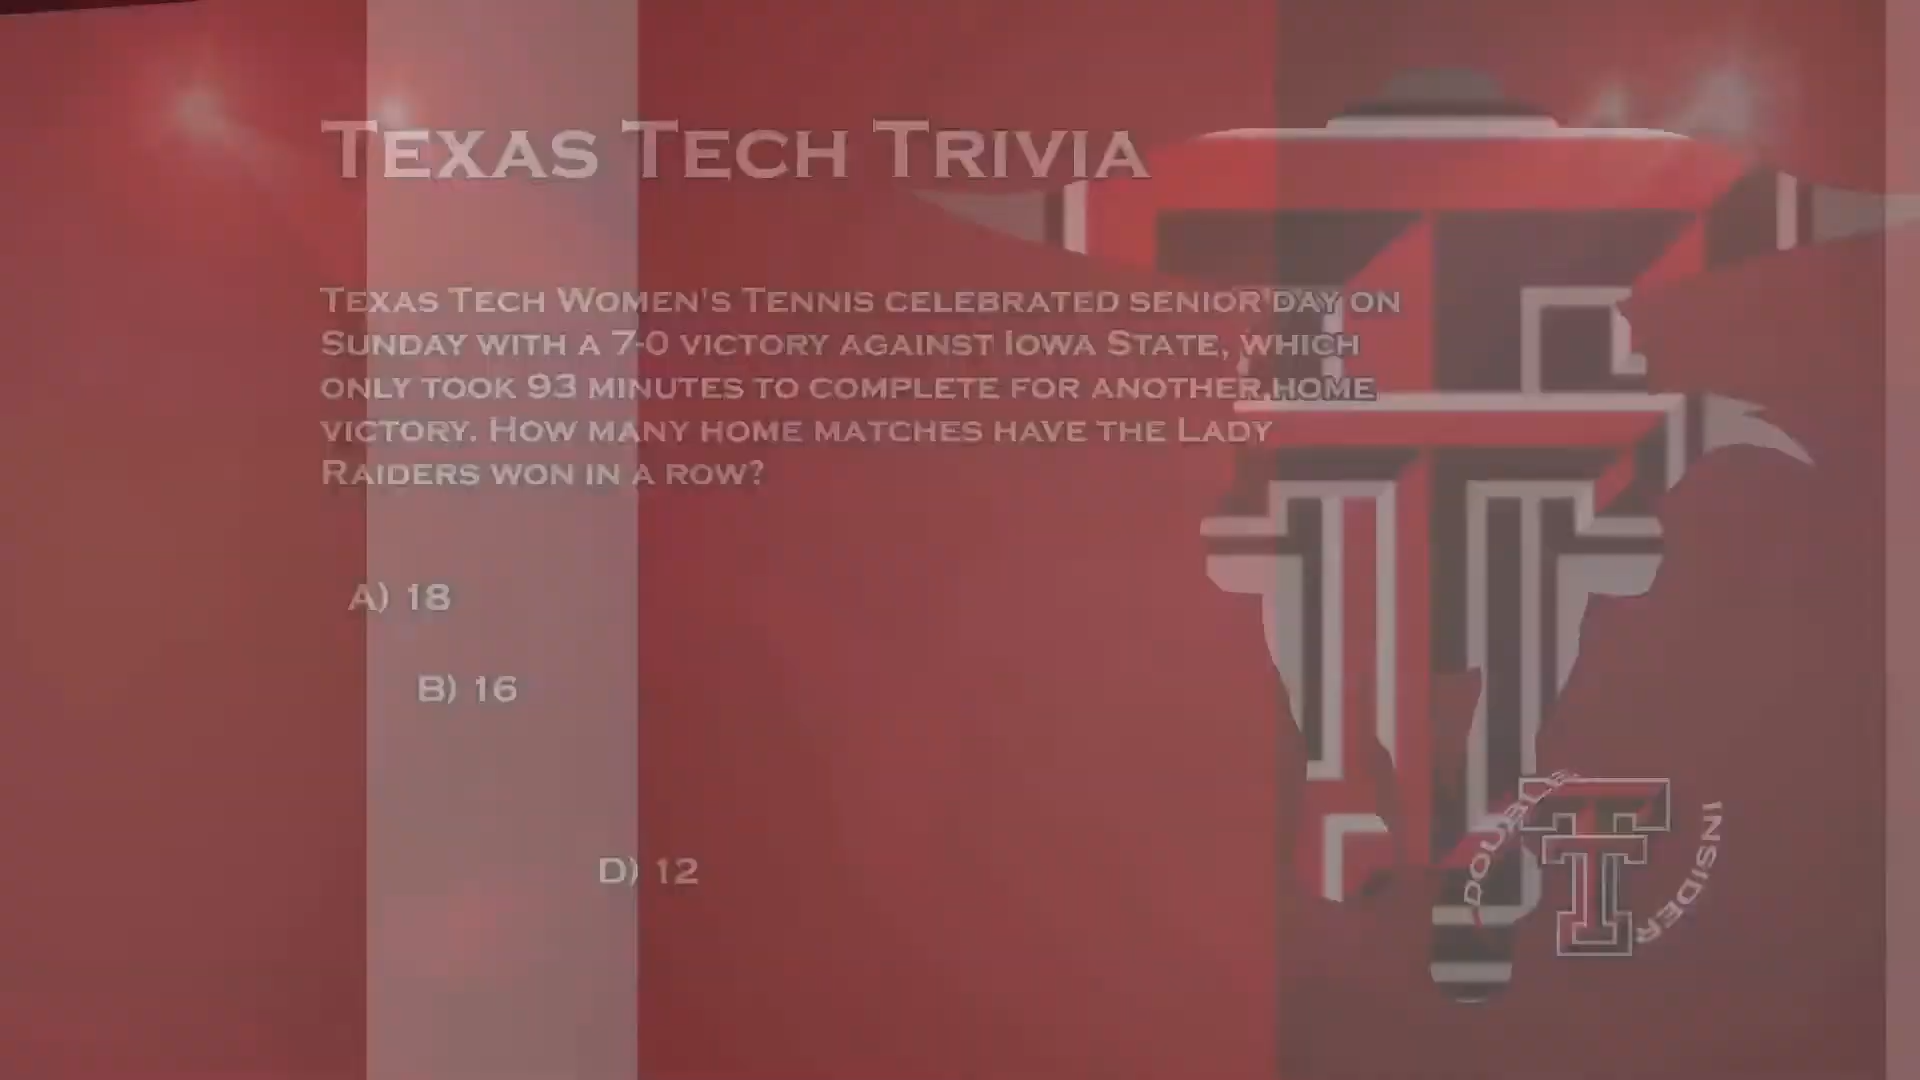 Texas Tech Trivia
Texas Tech Women's Tennis celebrated senior day on
Sunday with a 7-0 victory against Iowa State, which
only took 93 minutes to complete for another home
victory. How many home matches have the Lady
Raiders won in a row?
A) 18
B) 16
D) 12
DOUBLE
T
INSIDER